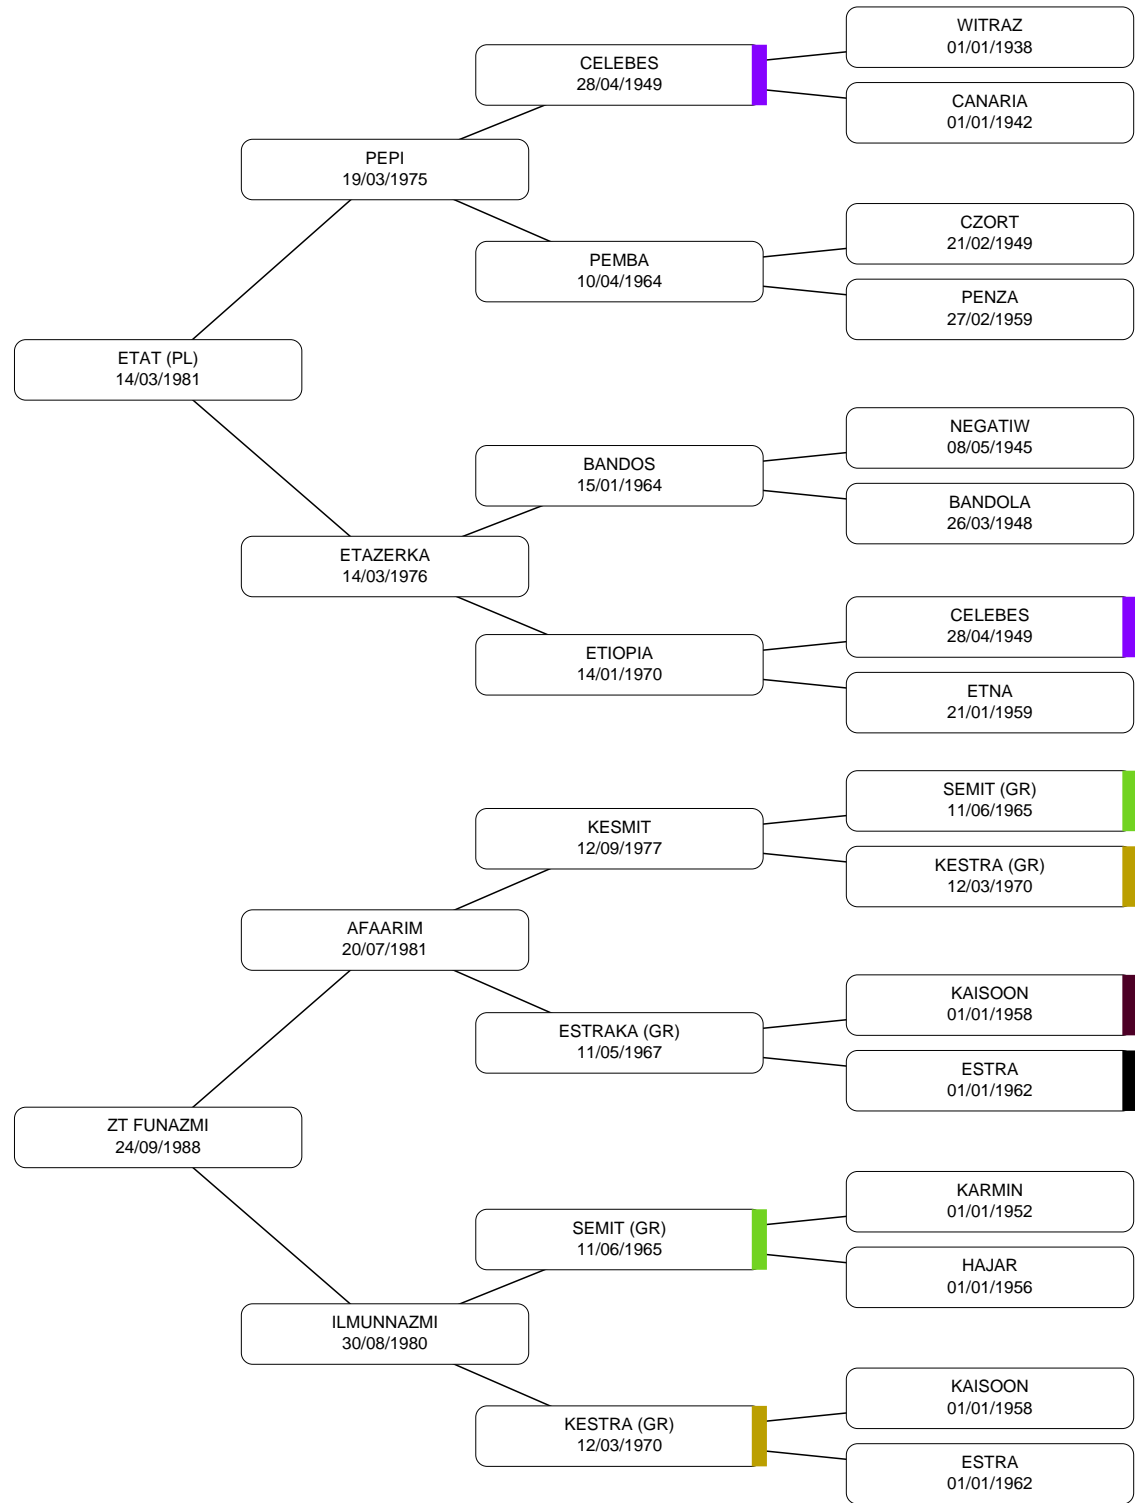 WITRAZ
01/01/1938
CELEBES
28/04/1949
CANARIA
01/01/1942
PEPI
19/03/1975
CZORT
21/02/1949
PEMBA
10/04/1964
PENZA
27/02/1959
ETAT (PL)
14/03/1981
NEGATIW
08/05/1945
BANDOS
15/01/1964
BANDOLA
26/03/1948
ETAZERKA
14/03/1976
CELEBES
28/04/1949
ETIOPIA
14/01/1970
ETNA
21/01/1959
SEMIT (GR)
11/06/1965
KESMIT
12/09/1977
KESTRA (GR)
12/03/1970
AFAARIM
20/07/1981
KAISOON
01/01/1958
ESTRAKA (GR)
11/05/1967
ESTRA
01/01/1962
ZT FUNAZMI
24/09/1988
KARMIN
01/01/1952
SEMIT (GR)
11/06/1965
HAJAR
01/01/1956
ILMUNNAZMI
30/08/1980
KAISOON
01/01/1958
KESTRA (GR)
12/03/1970
ESTRA
01/01/1962